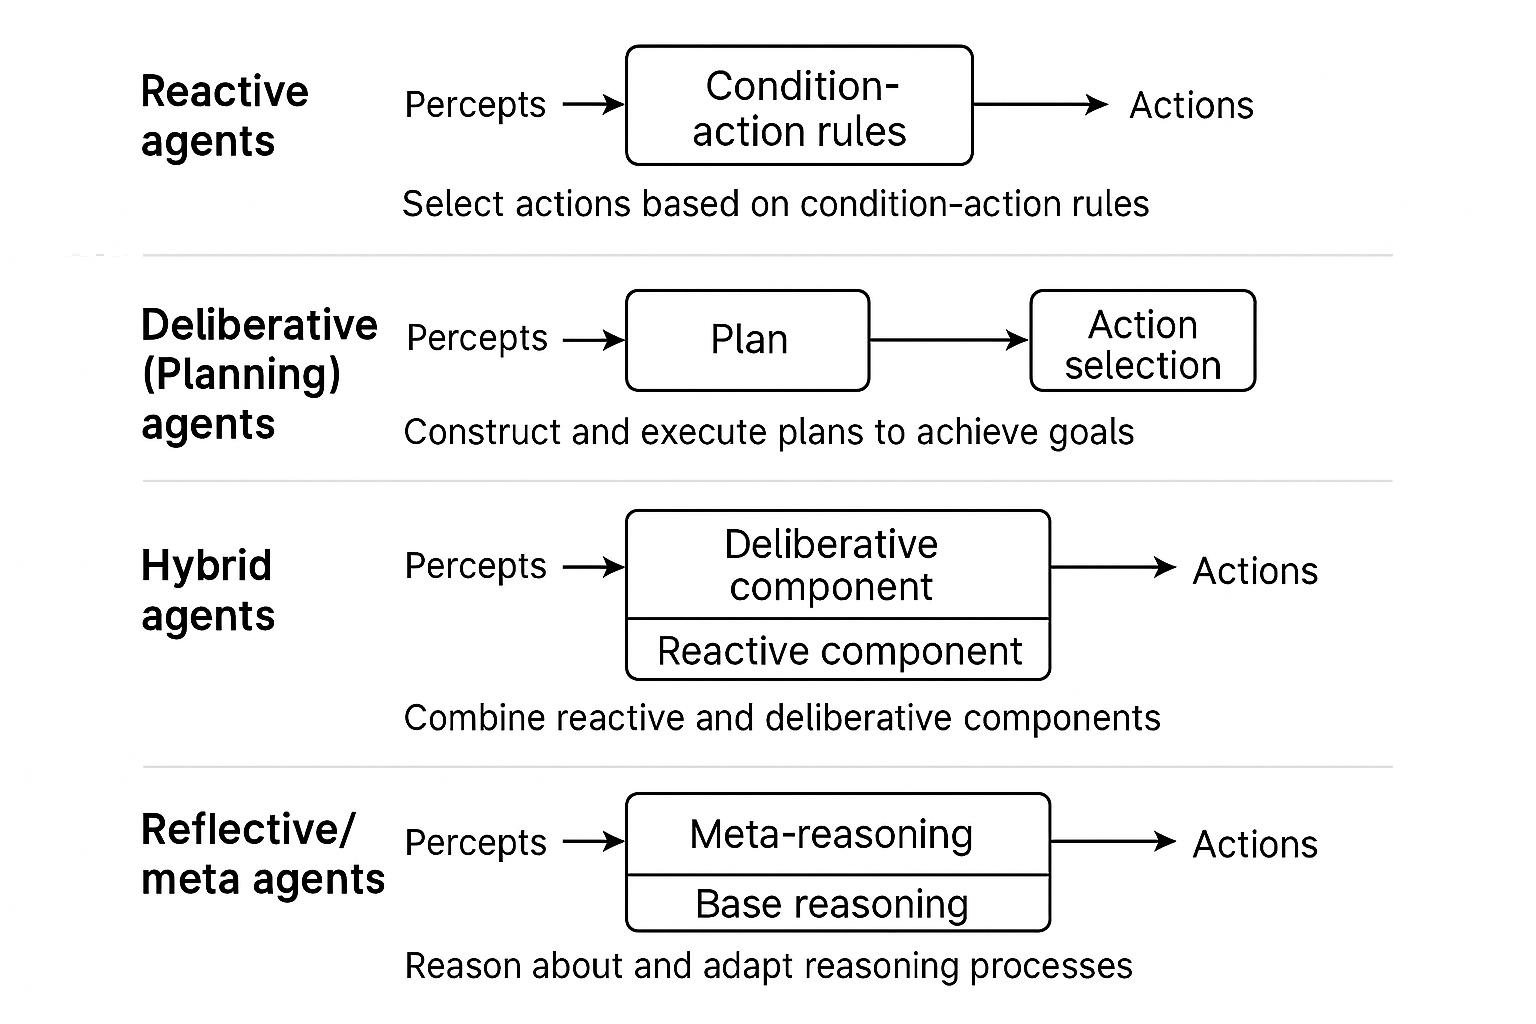 Reactive
agents
Percepts
Condition-
action rules
Actions
Select actions based on condition-action rules
Deliberative
(Planning)
agents
Percepts
Plan
Action
selection
Construct and execute plans to achieve goals
Hybrid
agents
Percepts
Deliberative
component
Reactive component
Actions
Combine reactive and deliberative components
Reflective/
meta agents
Percepts
Meta-reasoning
Base reasoning
Actions
Reason about and adapt reasoning processes